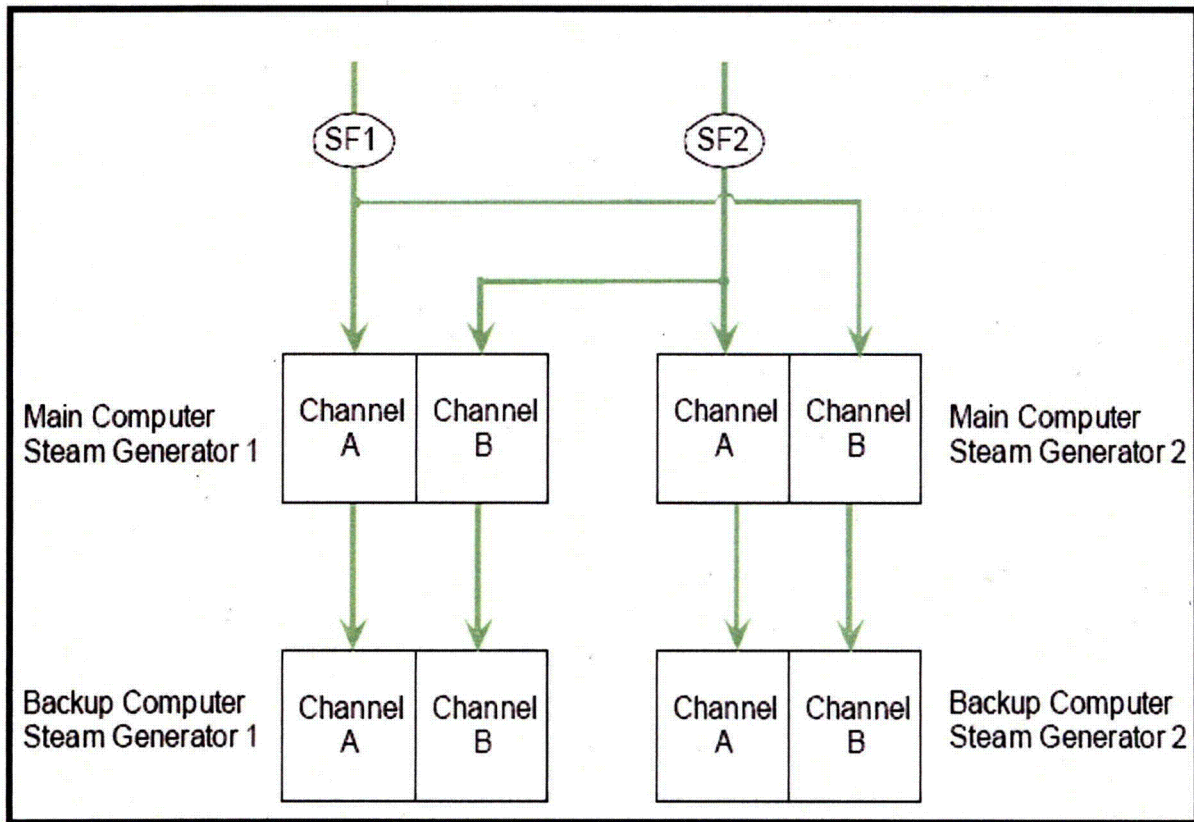 SF1
SF2
Main Computer
Steam Generator 1
Channel
A
Channel
B
Channel
A
Channel
B
Main Computer
Steam Generator 2
Backup Computer
Steam Generator 1
Channel
A
Channel
B
Channel
A
Channel
B
Backup Computer
Steam Generator 2